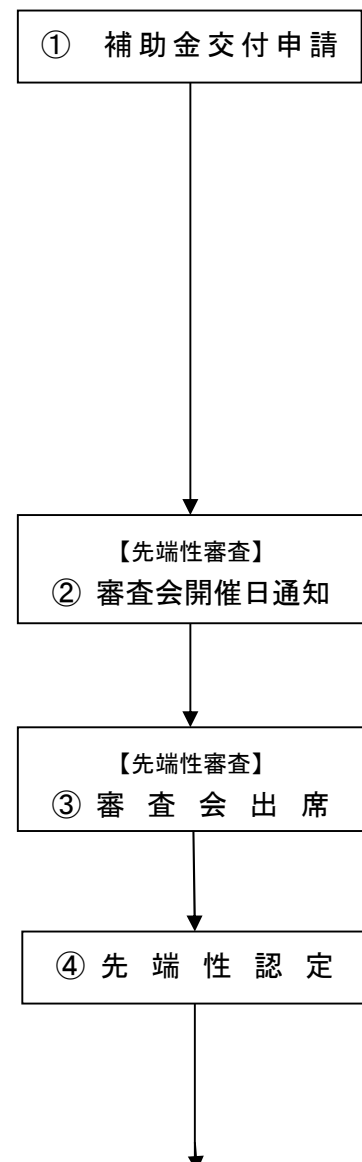 ① 補助金交付申請
【先端性審査】
② 審査会開催日通知
【先端性審査】
③ 審査会出席
④ 先端性認定